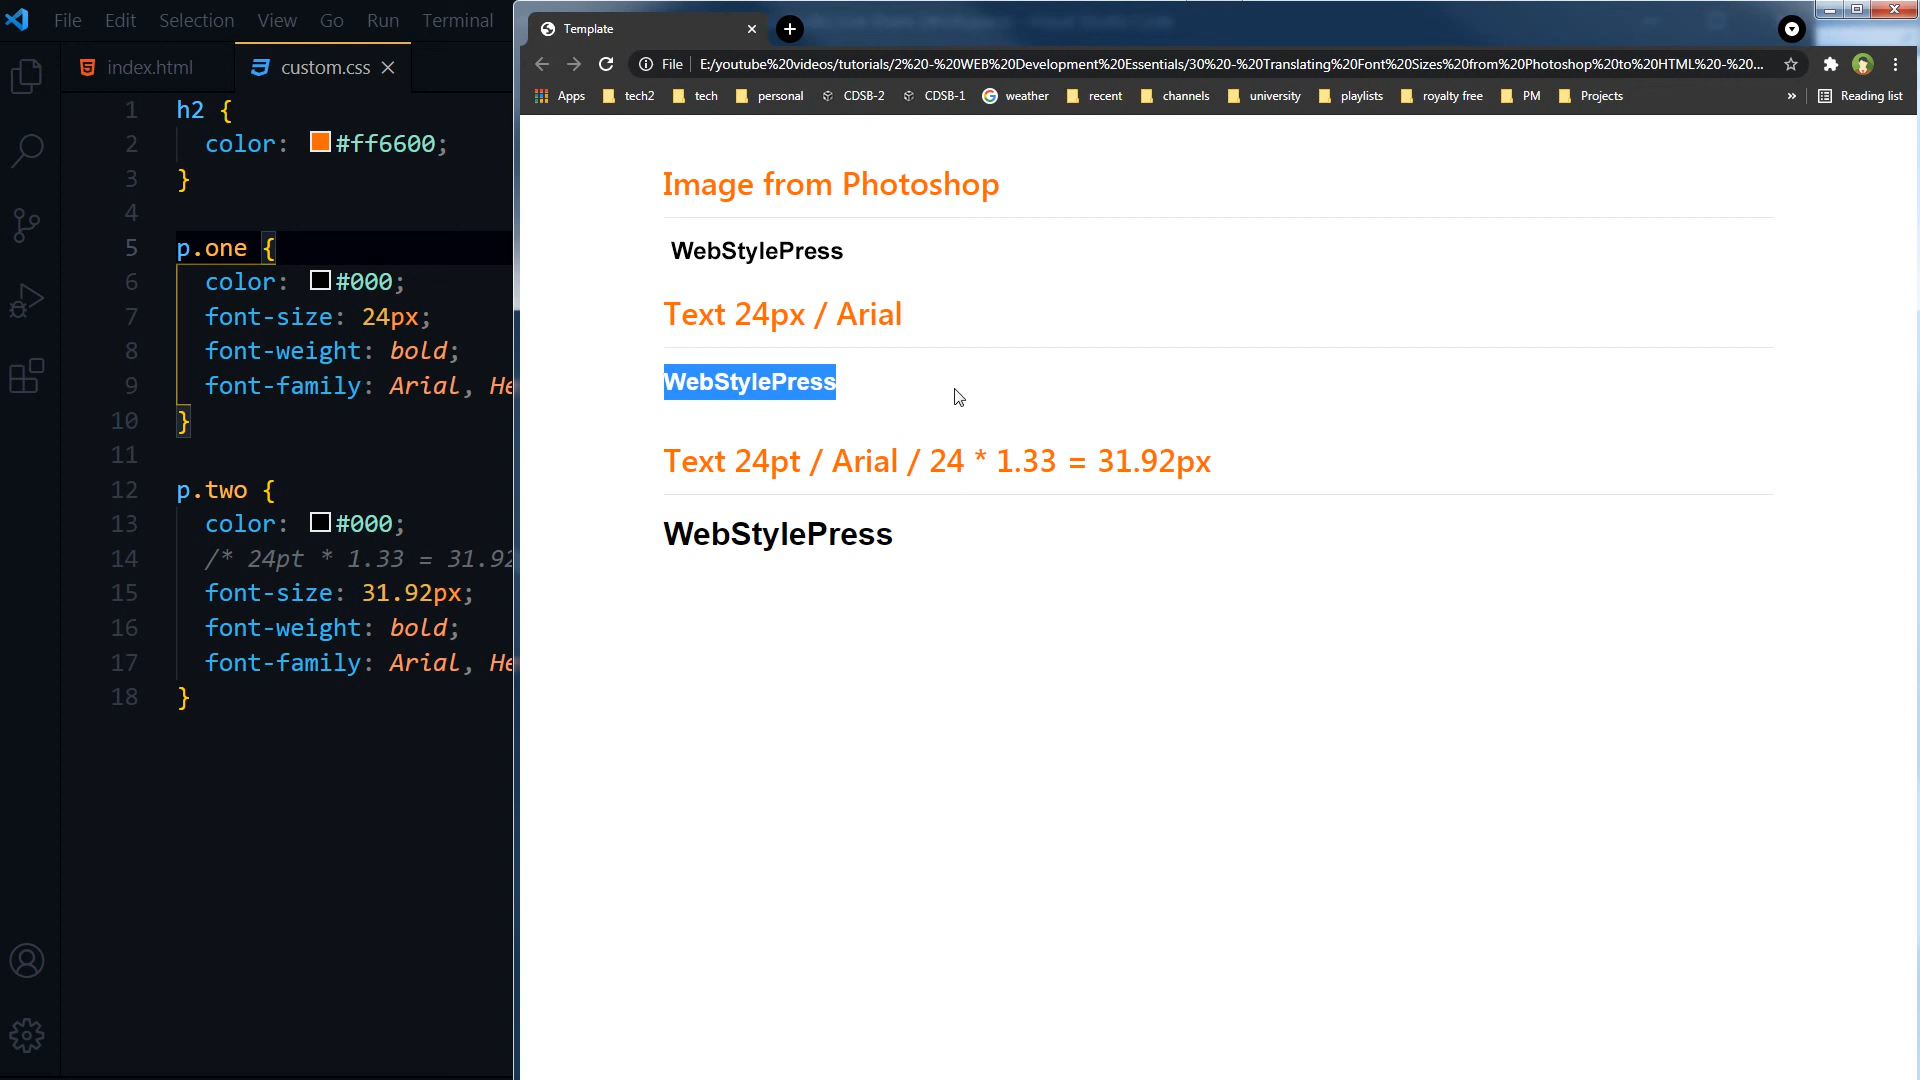 File Edit Selection View Go Run Terminal
index.html
custom.css
1 h2 {
2 color: #ff6600;
3 }
4
5 p.one {
6 color: #000;
7 font-size: 24px;
8 font-weight: bold;
9 font-family: Arial, He
10 }
11
12 p.two {
13 color: #000;
14 /* 24pt * 1.33 = 31.92
15 font-size: 31.92px;
16 font-weight: bold;
17 font-family: Arial, He
18 }
Template
File E:/youtube%20videos/tutorials/2%20-%20WEB%20Development%20Essentials/30%20-%20Translating%20Font%20Sizes%20from%20Photoshop%20to%20HTML%20-%20...
Apps tech2 tech personal CDSB-2 CDSB-1 weather recent channels university playlists royalty free PM Projects » Reading list
Image from Photoshop
WebStylePress
Text 24px / Arial
WebStylePress
Text 24pt / Arial / 24 * 1.33 = 31.92px
WebStylePress